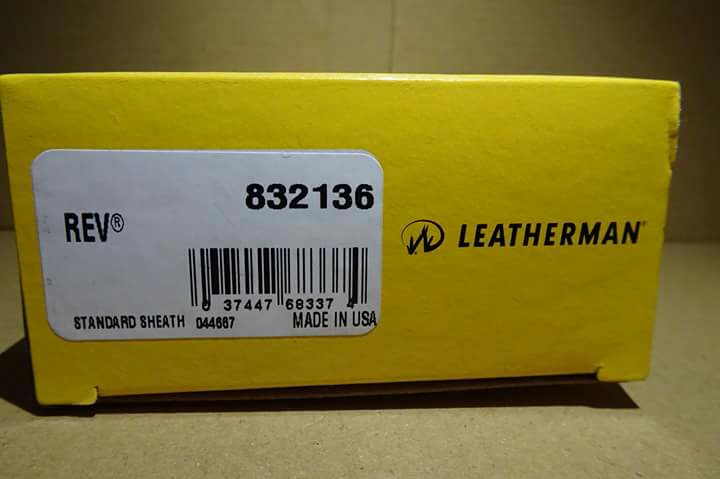 832136
REV®
0 37447 68337 4
STANDARD SHEATH 044667 MADE IN USA
LEATHERMAN®